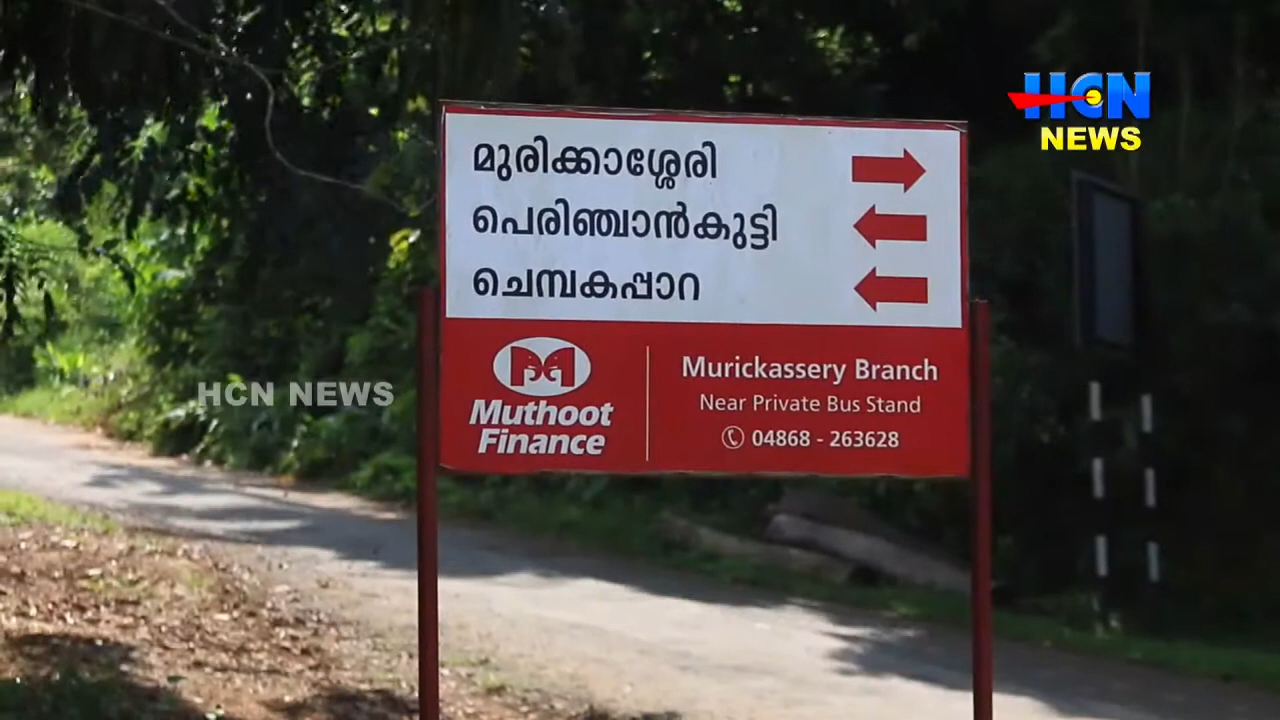 HCN
NEWS
മുരിക്കാശ്ശേരി
പെരിഞ്ചാൻകുട്ടി
ചെമ്പകപ്പാറ
Muthoot
Finance
Murickassery Branch
Near Private Bus Stand
04868 - 263628
HCN NEWS